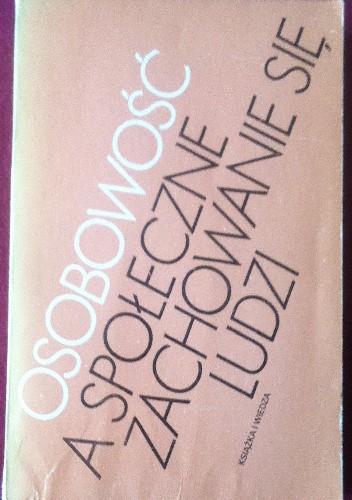 OSOBOWOŚĆ
A SPOŁECZNE
ZACHOWANIE SIĘ
LUDZI
KSIĄŻKA I WIEDZA